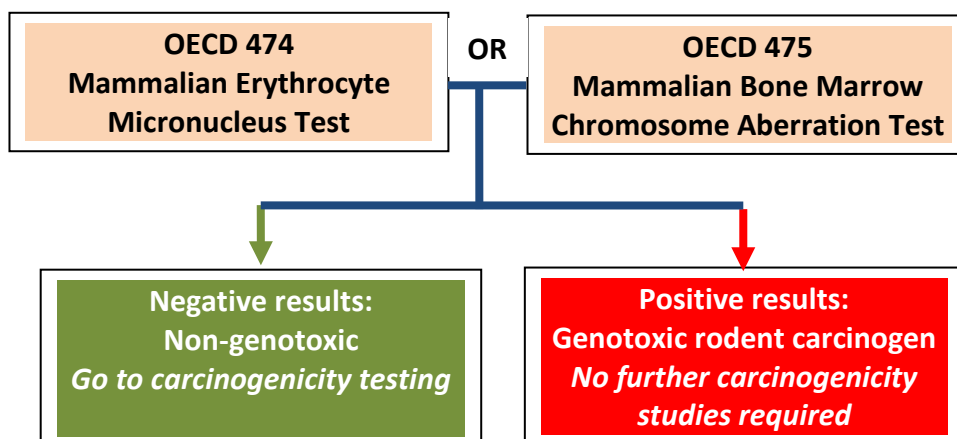 OECD 474
Mammalian Erythrocyte
Micronucleus Test
OR
OECD 475
Mammalian Bone Marrow
Chromosome Aberration Test
Negative results:
Non-genotoxic
Go to carcinogenicity testing
Positive results:
Genotoxic rodent carcinogen
No further carcinogenicity
studies required